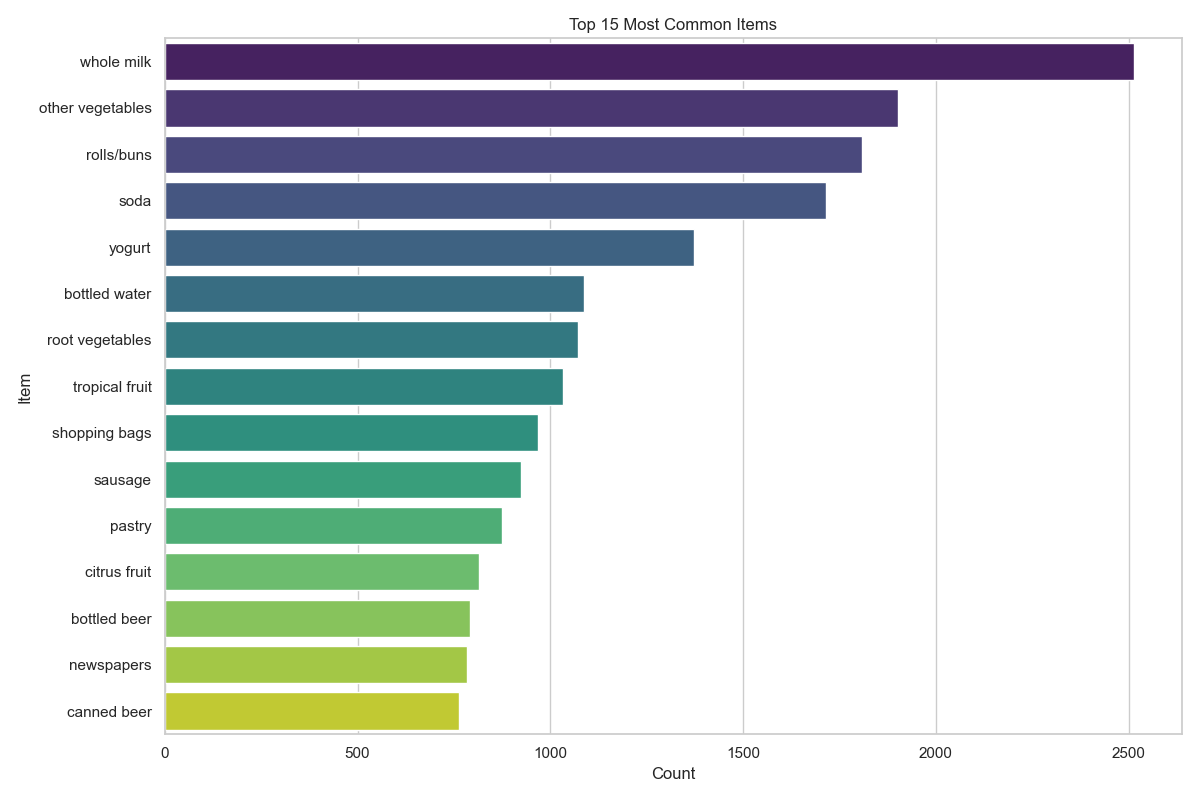 Top 15 Most Common Items
Item
whole milk
other vegetables
rolls/buns
soda
yogurt
bottled water
root vegetables
tropical fruit
shopping bags
sausage
pastry
citrus fruit
bottled beer
newspapers
canned beer
0 500 1000 1500 2000 2500
Count